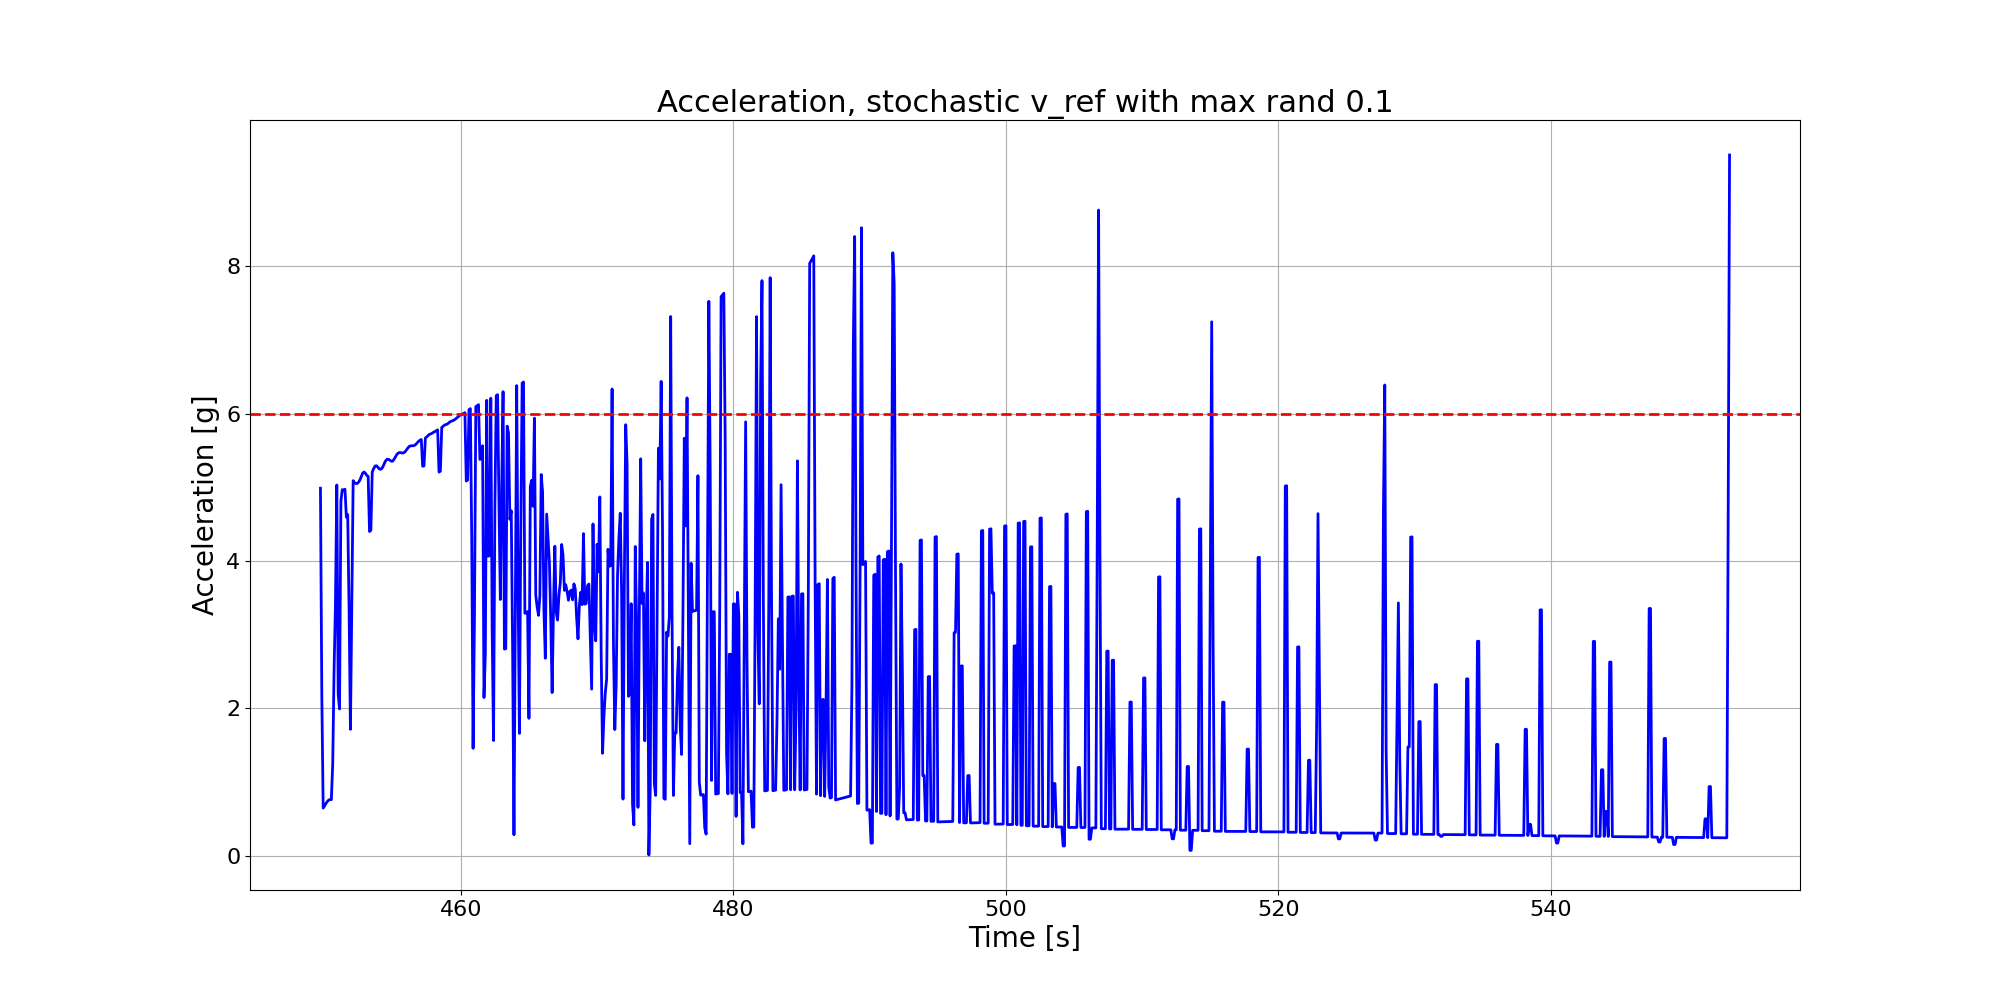 Acceleration, stochastic v_ref with max rand 0.1
8
6
4
2
0
Acceleration [g]
460 480 500 520 540
Time [s]